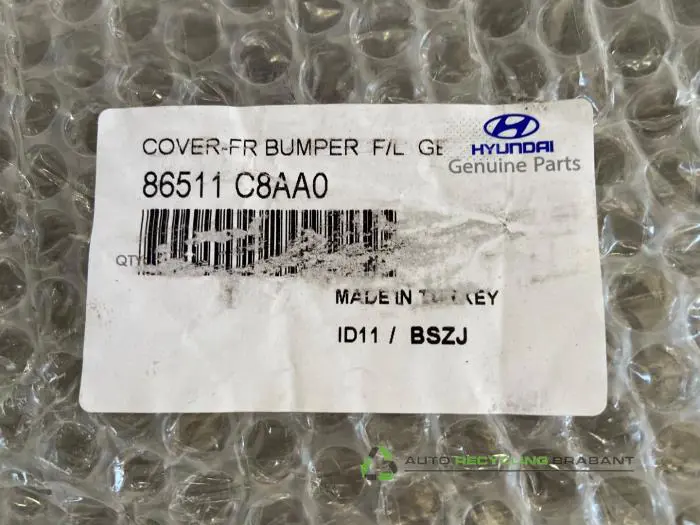 COVER-FR BUMPER F/L GE
HYUNDAI
Genuine Parts
86511 C8AA0
QTY
MADE IN TURKEY
ID11 / BSZJ
AUTO RECYCLING BRABANT